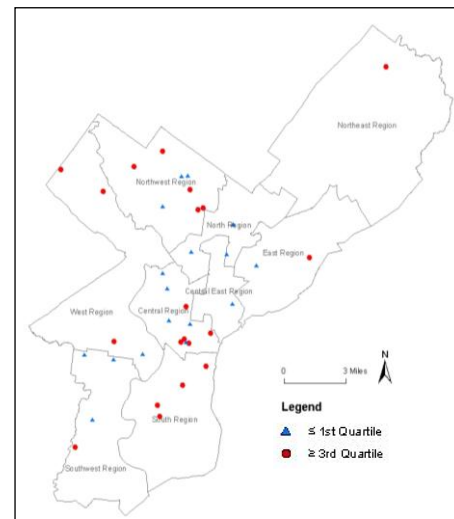 Northeast Region
Northwest Region
North Region
East Region
Central East Region
West Region
Central Region
South Region
Southwest Region
N
0 3 Miles
Legend
≤ 1st Quartile
≥ 3rd Quartile